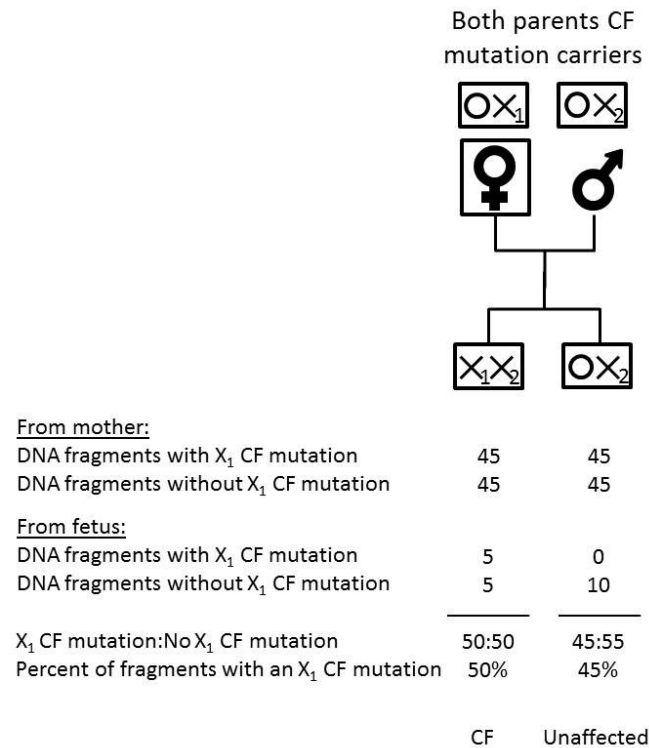 Both parents CF
mutation carriers
OX₁ OX₂
X₁X₂ OX₂
From mother:
DNA fragments with X₁ CF mutation 45 45
DNA fragments without X₁ CF mutation 45 45
From fetus:
DNA fragments with X₁ CF mutation 5 0
DNA fragments without X₁ CF mutation 5 10
X₁ CF mutation:No X₁ CF mutation 50:50 45:55
Percent of fragments with an X₁ CF mutation 50% 45%
CF Unaffected